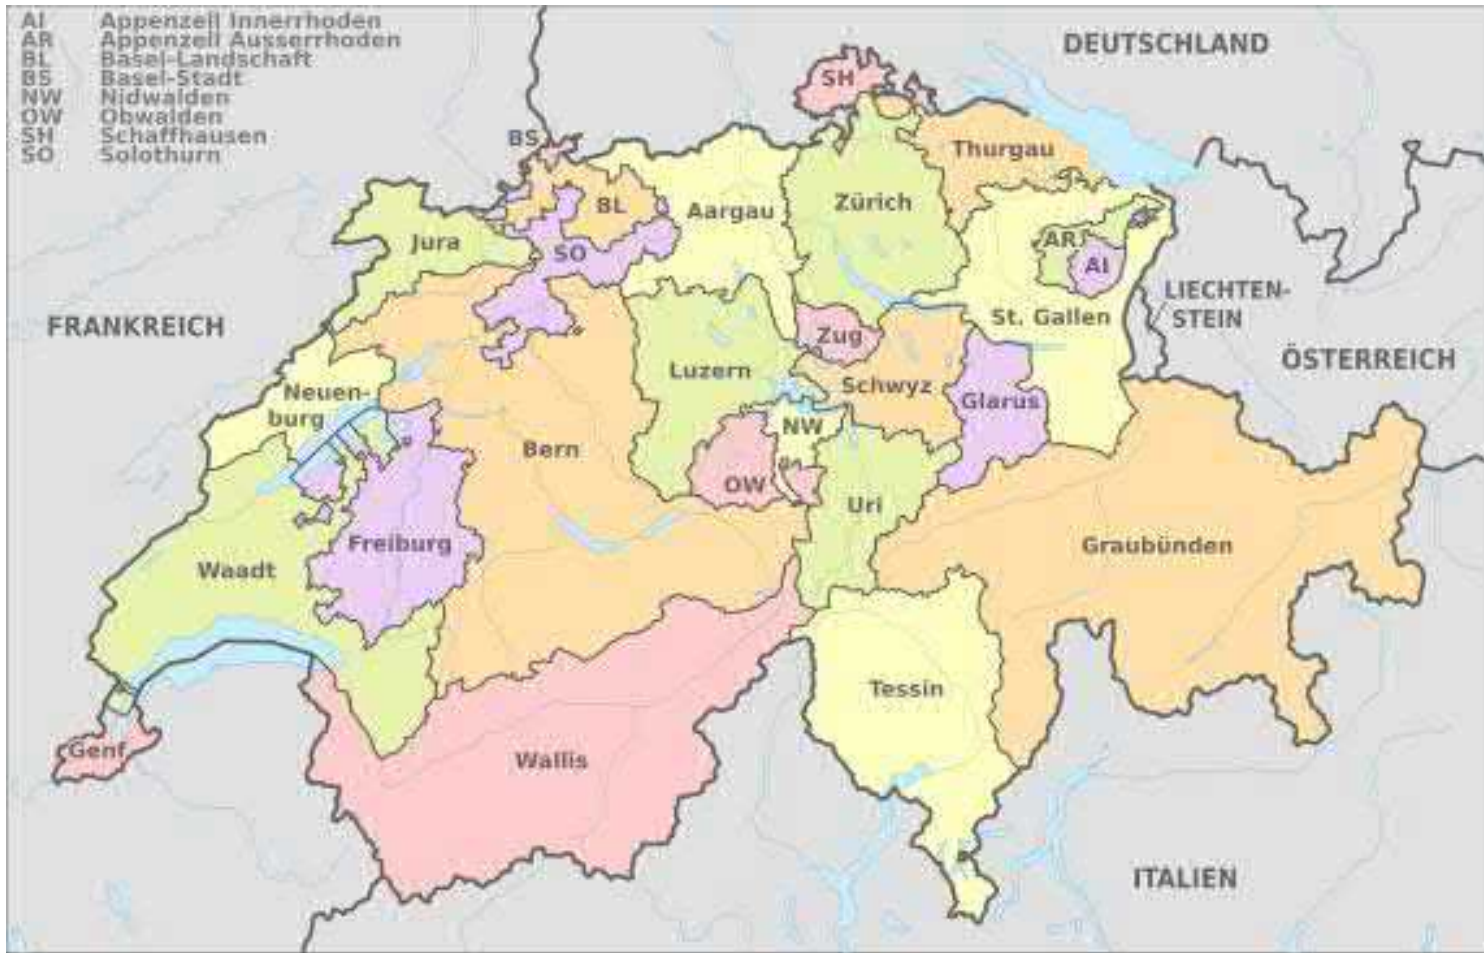 AI Appenzell Innerrhoden
AR Appenzell Ausserrhoden
BL Basel-Landschaft
BS Basel-Stadt
NW Nidwalden
OW Obwalden
SH Schaffhausen
SO Solothurn
DEUTSCHLAND
SH
BS
Thurgau
BL
Aargau
Zürich
Jura
SO
AR
AI
LIECHTEN-
STEIN
FRANKREICH
St. Gallen
Zug
ÖSTERREICH
Luzern
Schwyz
Neuen-
burg
Glarus
NW
Bern
OW
Uri
Freiburg
Graubünden
Waadt
Tessin
Genf
Wallis
ITALIEN